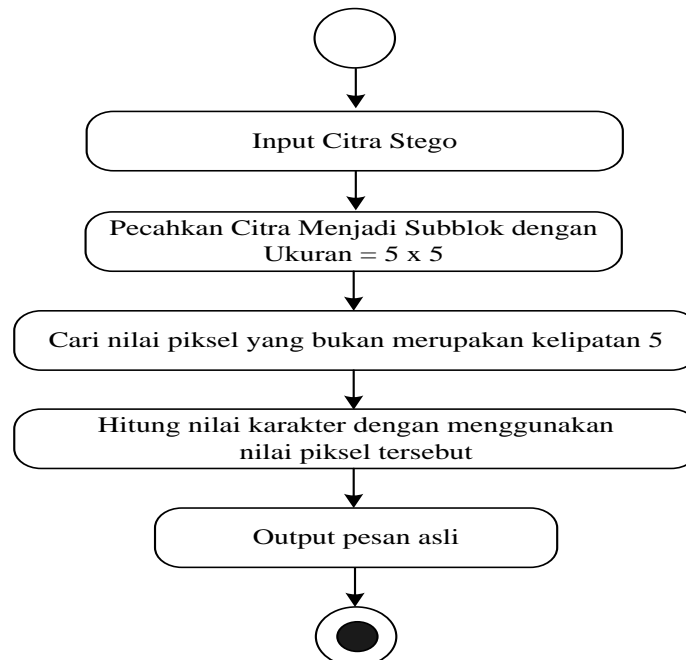 Input Citra Stego
Pecahkan Citra Menjadi Subblok dengan
Ukuran = 5 x 5
Cari nilai piksel yang bukan merupakan kelipatan 5
Hitung nilai karakter dengan menggunakan
nilai piksel tersebut
Output pesan asli